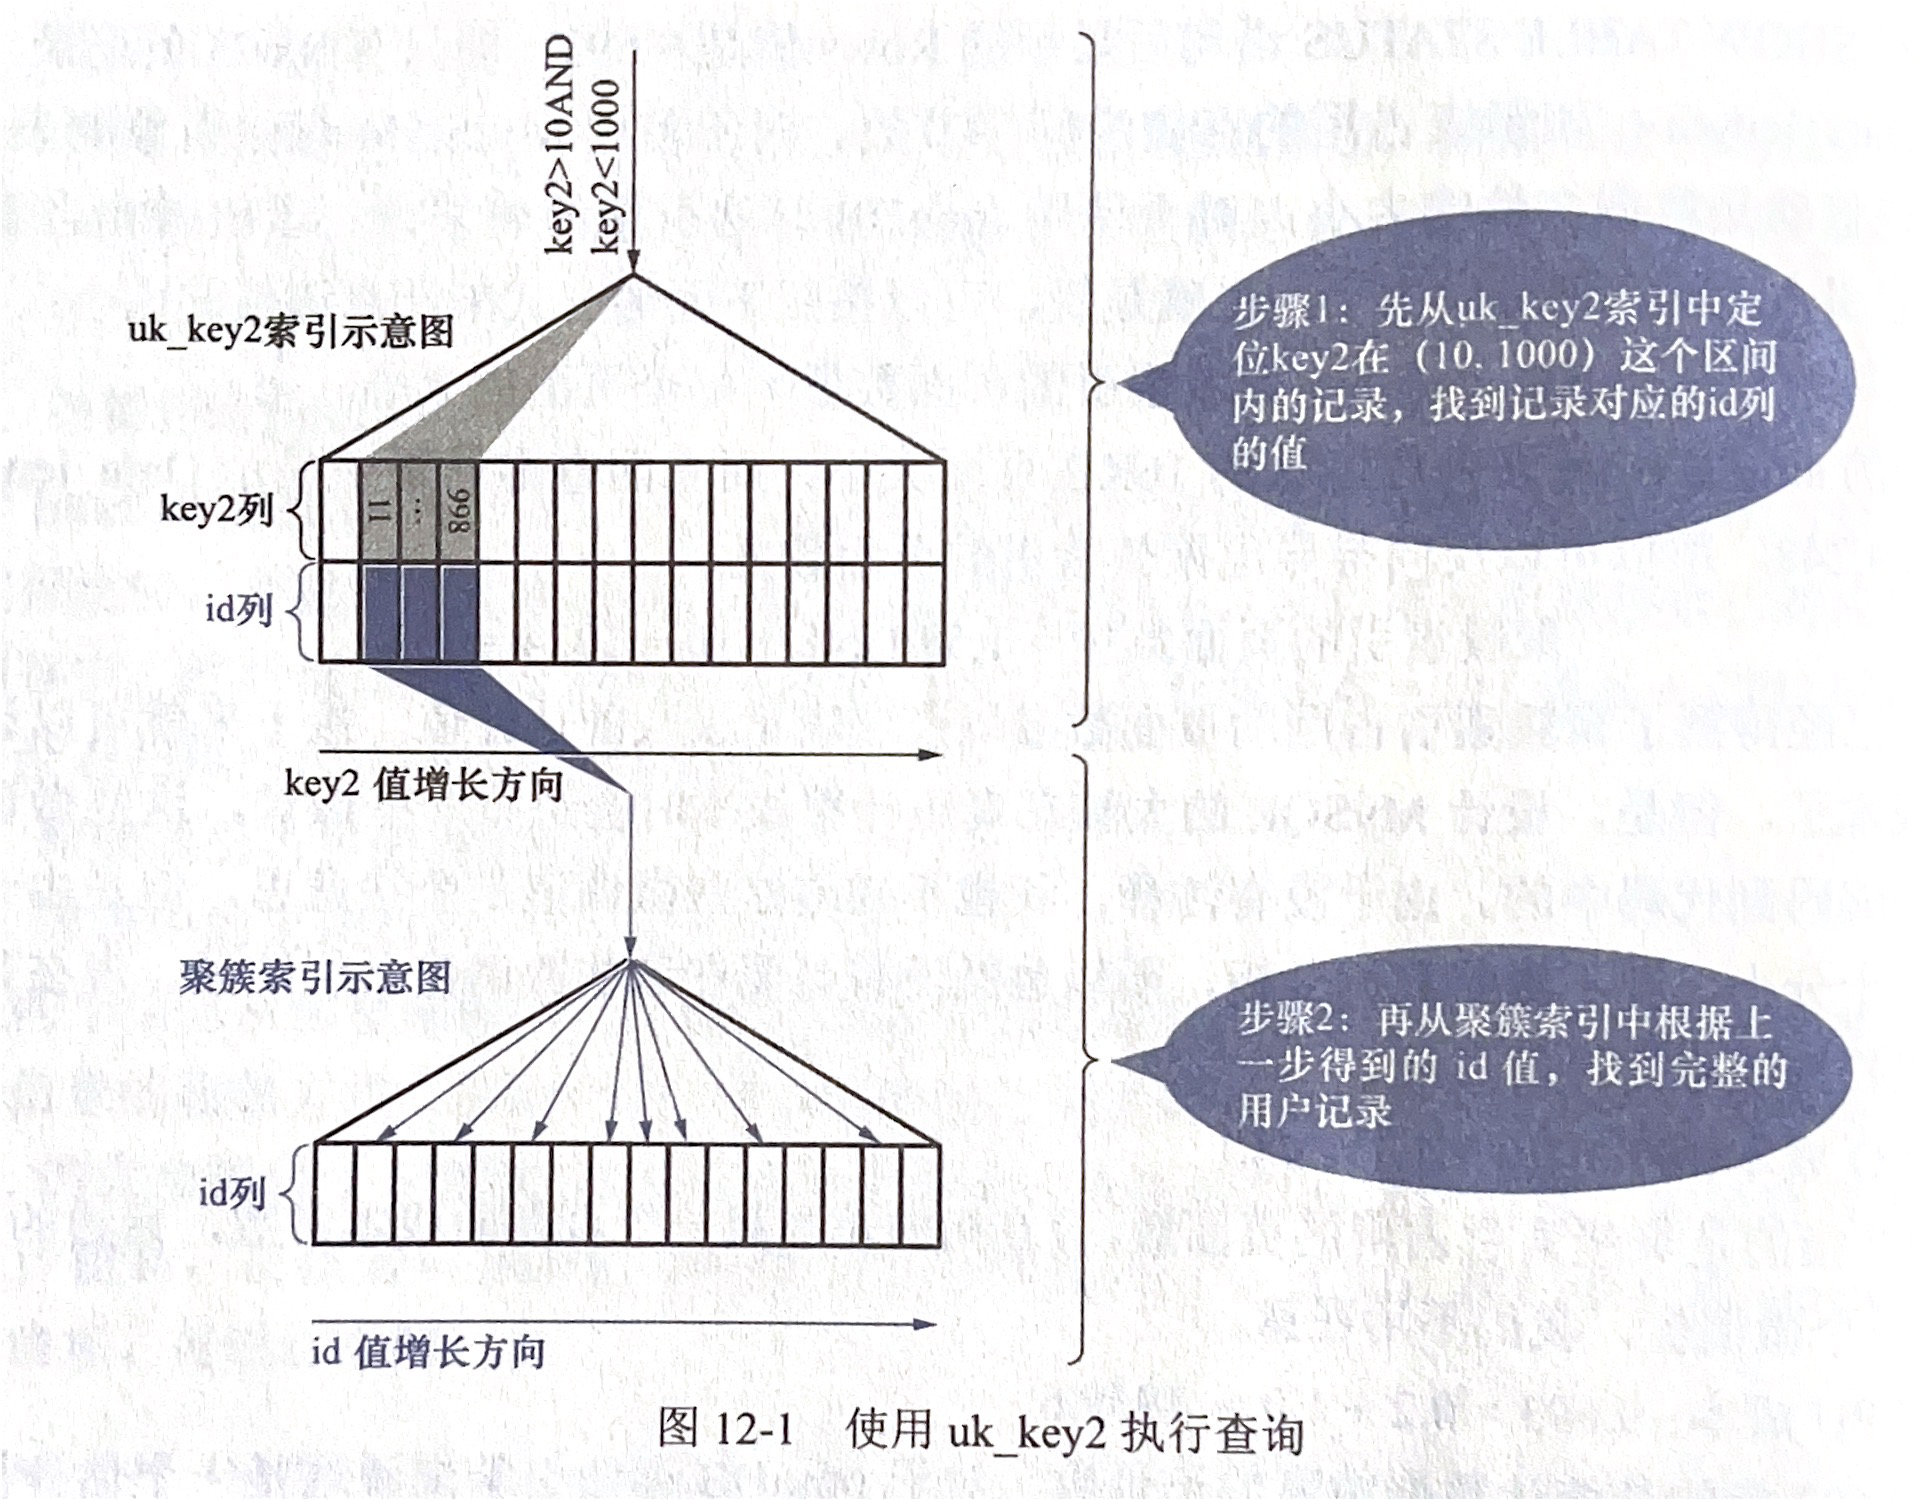 key2>10AND
key2<1000
uk_key2索引示意图
步骤1：先从uk_key2索引中定
位key2在（10, 1000）这个区间
内的记录，找到记录对应的id列
的值
key2列
11
...
998
id列
key2 值增长方向
聚簇索引示意图
步骤2：再从聚簇索引中根据上
一步得到的 id 值，找到完整的
用户记录
id列
id 值增长方向
图 12-1 使用 uk_key2 执行查询